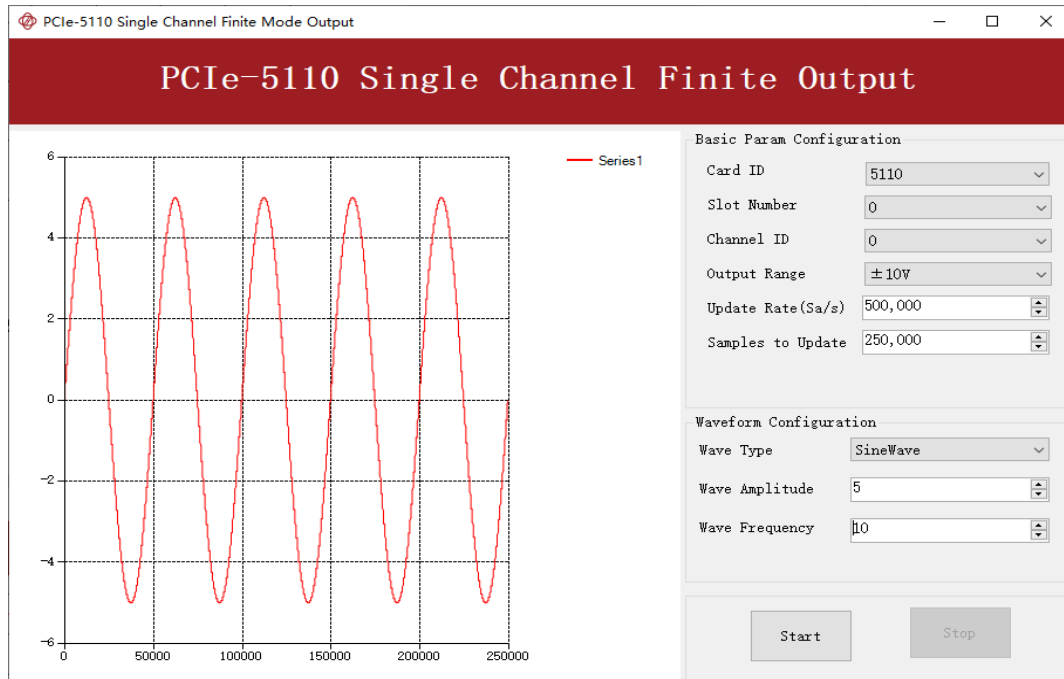 PCIe-5110 Single Channel Finite Mode Output
PCIe-5110 Single Channel Finite Output
6
4
2
0
-2
-4
-6
0 50000 100000 150000 200000 250000
Series1
Basic Param Configuration
Card ID 5110
Slot Number 0
Channel ID 0
Output Range ±10V
Update Rate(Sa/s) 500,000
Samples to Update 250,000
Waveform Configuration
Wave Type SineWave
Wave Amplitude 5
Wave Frequency 10
Start Stop